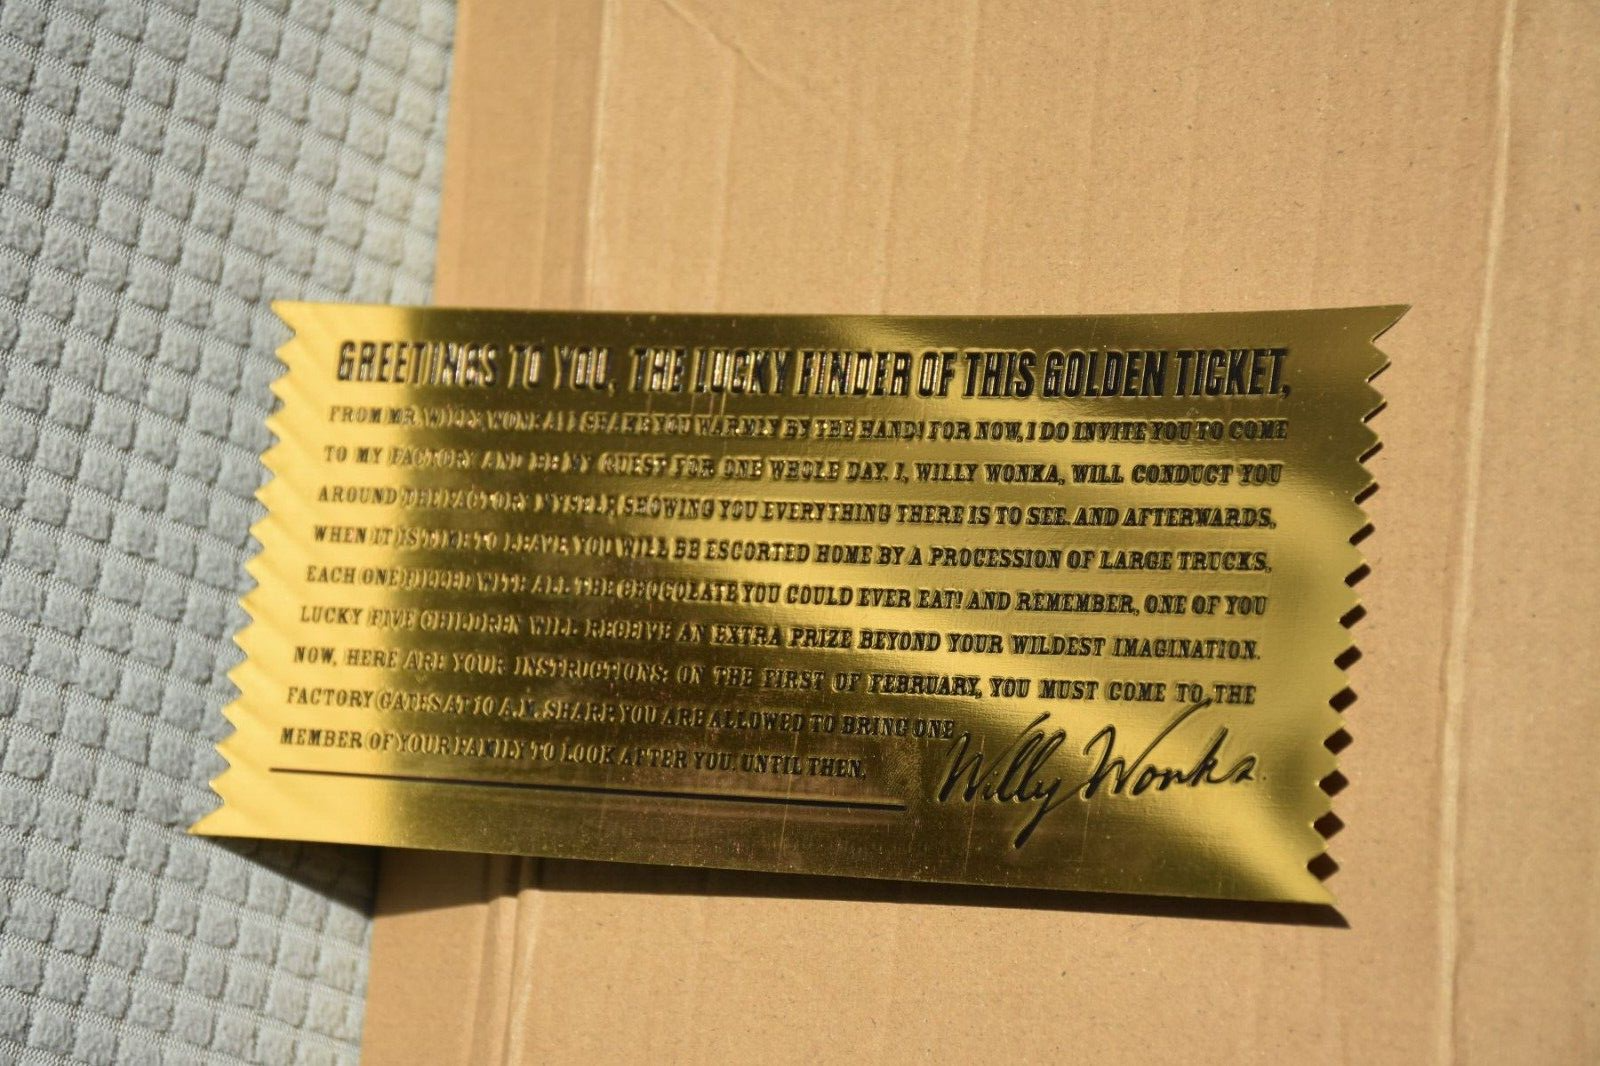 GREETINGS TO YOU, THE LUCKY FINDER OF THIS GOLDEN TICKET,
FROM MR. WILLY WONKA! I SHAKE YOU WARMLY BY THE HAND! FOR NOW, I DO INVITE YOU TO COME
TO MY FACTORY AND BE MY GUEST FOR ONE WHOLE DAY. I, WILLY WONKA, WILL CONDUCT YOU
AROUND THE FACTORY MYSELF, SHOWING YOU EVERYTHING THERE IS TO SEE. AND AFTERWARDS,
WHEN IT IS TIME TO LEAVE YOU WILL BE ESCORTED HOME BY A PROCESSION OF LARGE TRUCKS,
EACH ONE FILLED WITH ALL THE CHOCOLATE YOU COULD EVER EAT! AND REMEMBER, ONE OF YOU
LUCKY FIVE CHILDREN WILL RECEIVE AN EXTRA PRIZE BEYOND YOUR WILDEST IMAGINATION.
NOW, HERE ARE YOUR INSTRUCTIONS: ON THE FIRST OF FEBRUARY, YOU MUST COME TO THE
FACTORY GATES AT 10 A.M. SHARP. YOU ARE ALLOWED TO BRING ONE
MEMBER OF YOUR FAMILY TO LOOK AFTER YOU. UNTIL THEN,
Willy Wonka.